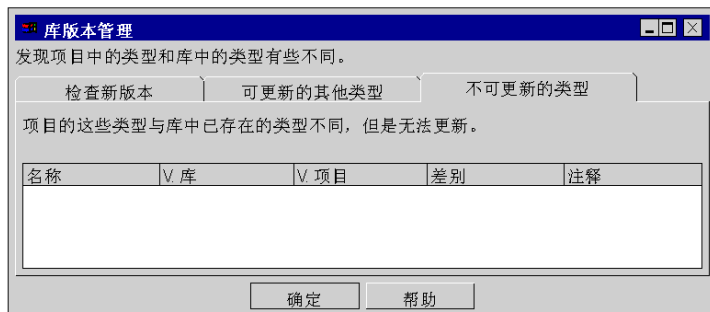 库版本管理
发现项目中的类型和库中的类型有些不同。
检查新版本 可更新的其他类型 不可更新的类型
项目的这些类型与库中已存在的类型不同，但是无法更新。
名称 V. 库 V. 项目 差别 注释
确定 帮助